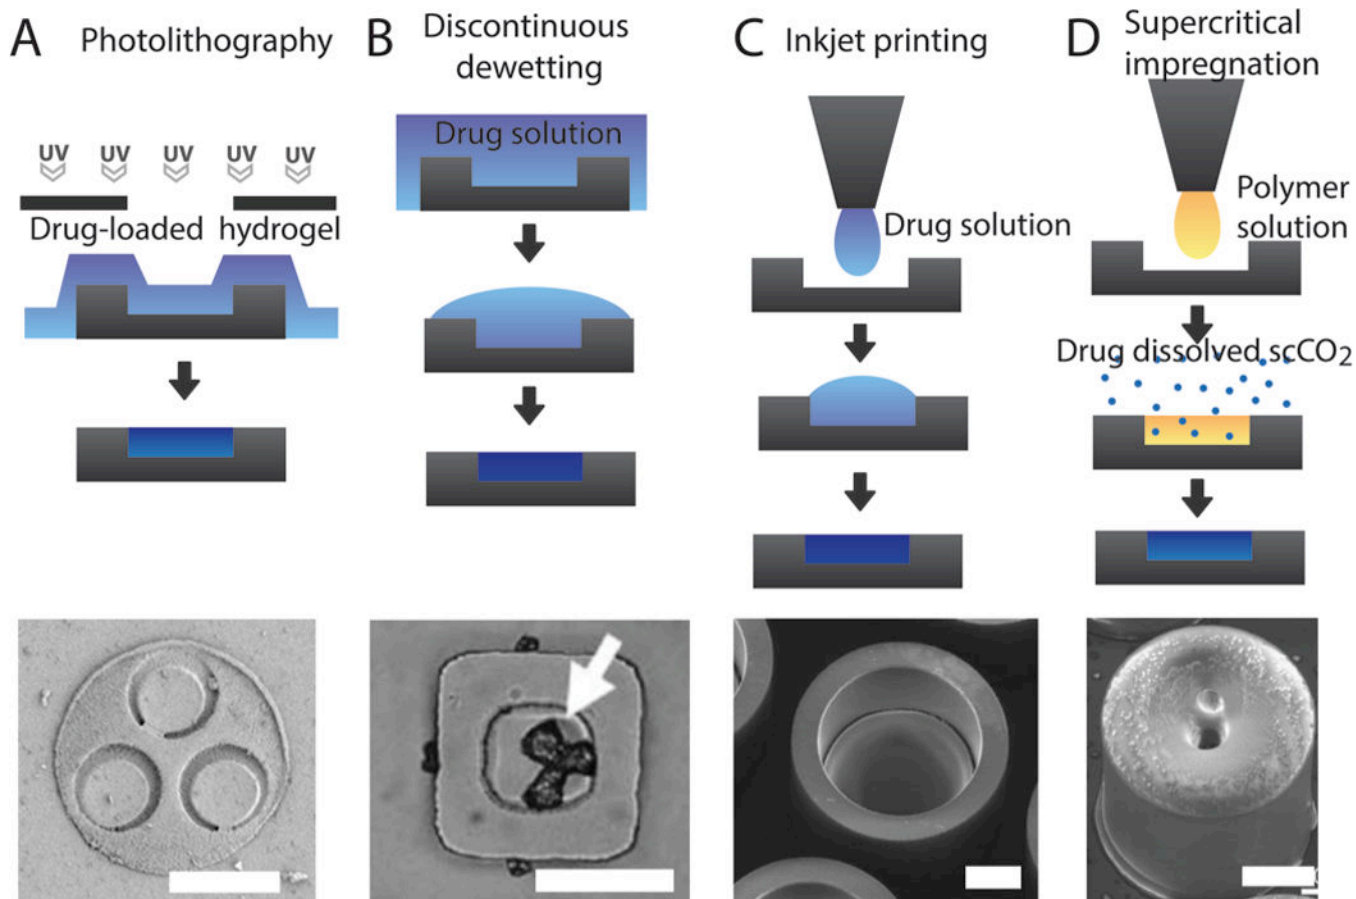 A Photolithography
UV UV UV UV UV
Drug-loaded hydrogel
B Discontinuous
dewetting
Drug solution
C Inkjet printing
Drug solution
D Supercritical
impregnation
Polymer
solution
Drug dissolved scCO2